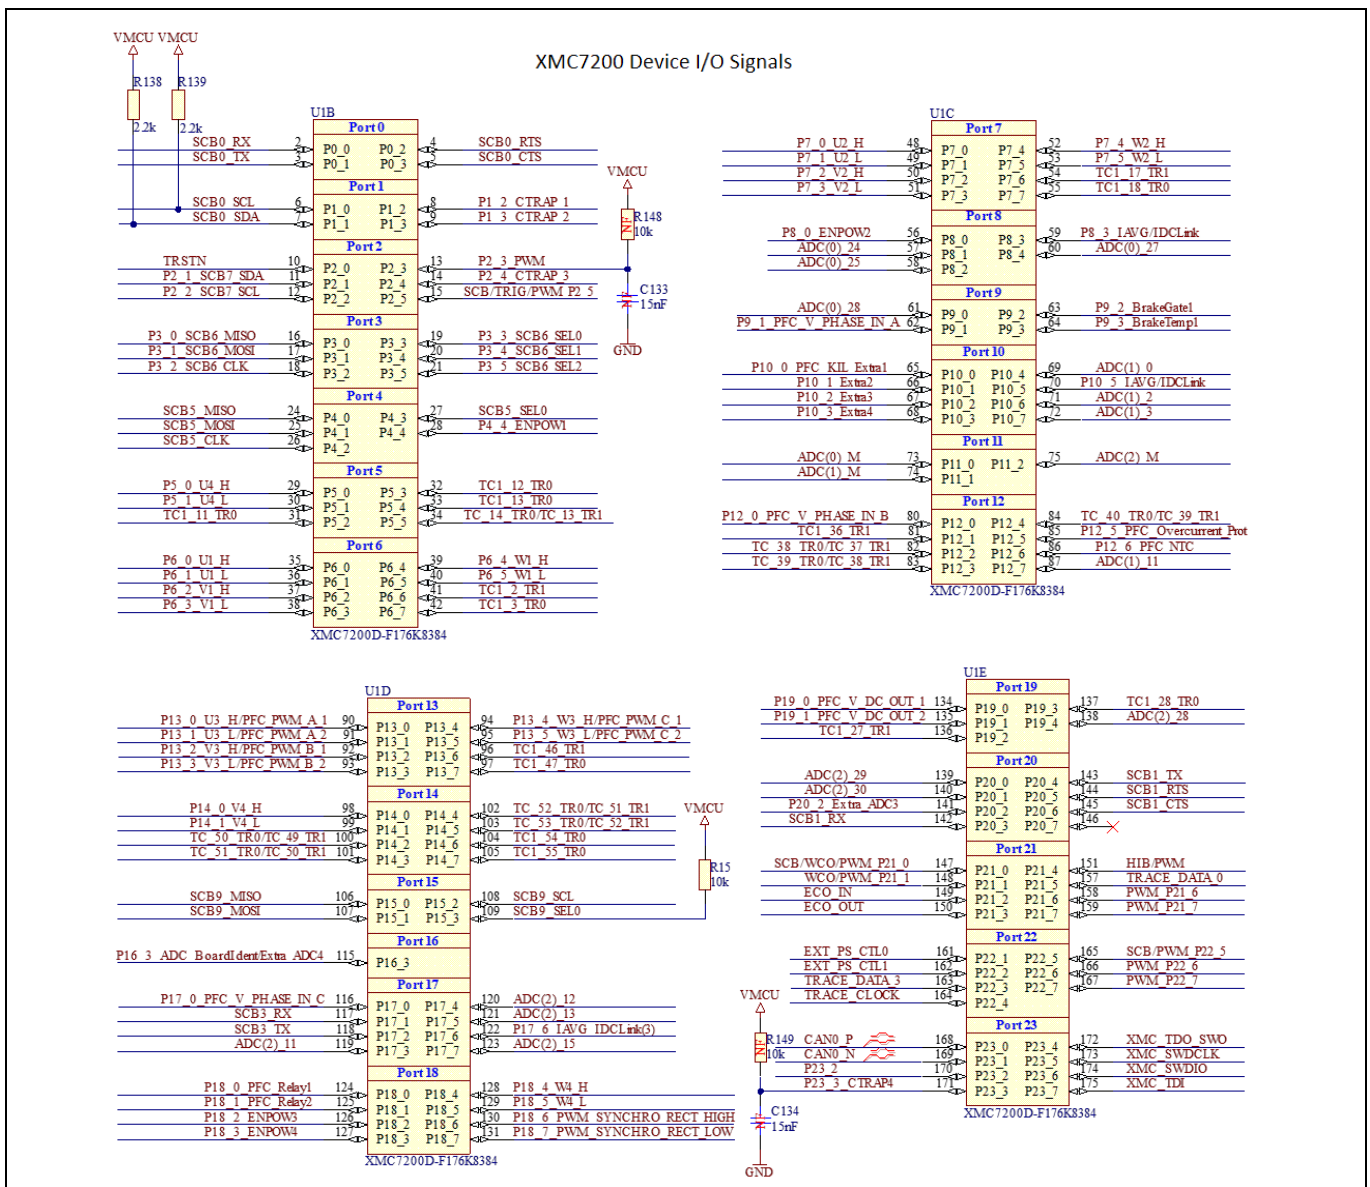 XMC7200 Device I/O Signals
VMCU VMCU
R138 R139
2.2k 2.2k
U1B
Port 0
SCB0_RX 2 P0_0 P0_2 4 SCB0_RTS
SCB0_TX 3 P0_1 P0_3 5 SCB0_CTS
Port 1
SCB0_SCL 6 P1_0 P1_2 8 P1_2_CTRAP_1
SCB0_SDA 7 P1_1 P1_3 9 P1_3_CTRAP_2
Port 2
TRSTN 10 P2_0 P2_3 13 P2_3_PWM
P2_1_SCB7_SDA 11 P2_1 P2_4 14 P2_4_CTRAP_3
P2_2_SCB7_SCL 12 P2_2 P2_5 15 SCB/TRIG/PWM_P2_5
Port 3
P3_0_SCB6_MISO 16 P3_0 P3_3 19 P3_3_SCB6_SEL0
P3_1_SCB6_MOSI 17 P3_1 P3_4 20 P3_4_SCB6_SEL1
P3_2_SCB6_CLK 18 P3_2 P3_5 21 P3_5_SCB6_SEL2
Port 4
SCB5_MISO 24 P4_0 P4_3 27 SCB5_SEL0
SCB5_MOSI 25 P4_1 P4_4 28 P4_4_ENPOW1
SCB5_CLK 26 P4_2
Port 5
P5_0_U4_H 29 P5_0 P5_3 32 TC1_12_TR0
P5_1_U4_L 30 P5_1 P5_4 33 TC1_13_TR0
TC1_11_TR0 31 P5_2 P5_5 34 TC_14_TR0/TC_13_TR1
Port 6
P6_0_U1_H 35 P6_0 P6_4 39 P6_4_W1_H
P6_1_U1_L 36 P6_1 P6_5 40 P6_5_W1_L
P6_2_V1_H 37 P6_2 P6_6 41 TC1_2_TR1
P6_3_V1_L 38 P6_3 P6_7 42 TC1_3_TR0
XMC7200D-F176K8384
VMCU
R148
NF
10k
C133
15nF
GND
U1C
Port 7
P7_0_U2_H 48 P7_0 P7_4 52 P7_4_W2_H
P7_1_U2_L 49 P7_1 P7_5 53 P7_5_W2_L
P7_2_V2_H 50 P7_2 P7_6 54 TC1_17_TR1
P7_3_V2_L 51 P7_3 P7_7 55 TC1_18_TR0
Port 8
P8_0_ENPOW2 56 P8_0 P8_3 59 P8_3_IAVG/IDCLink
ADC(0)_24 57 P8_1 P8_4 60 ADC(0)_27
ADC(0)_25 58 P8_2
Port 9
ADC(0)_28 61 P9_0 P9_2 63 P9_2_BrakeGate1
P9_1_PFC_V_PHASE_IN_A 62 P9_1 P9_3 64 P9_3_BrakeTemp1
Port 10
P10_0_PFC_KIL_Extra1 65 P10_0 P10_4 69 ADC(1)_0
P10_1_Extra2 66 P10_1 P10_5 70 P10_5_IAVG/IDCLink
P10_2_Extra3 67 P10_2 P10_6 71 ADC(1)_2
P10_3_Extra4 68 P10_3 P10_7 72 ADC(1)_3
Port 11
ADC(0)_M 73 P11_0 P11_2 75 ADC(2)_M
ADC(1)_M 74 P11_1
Port 12
P12_0_PFC_V_PHASE_IN_B 80 P12_0 P12_4 84 TC_40_TR0/TC_39_TR1
TC1_36_TR1 81 P12_1 P12_5 85 P12_5_PFC_Overcurrent_Prot
TC_38_TR0/TC_37_TR1 82 P12_2 P12_6 86 P12_6_PFC_NTC
TC_39_TR0/TC_38_TR1 83 P12_3 P12_7 87 ADC(1)_11
XMC7200D-F176K8384
U1D
Port 13
P13_0_U3_H/PFC_PWM_A_1 90 P13_0 P13_4 94 P13_4_W3_H/PFC_PWM_C_1
P13_1_U3_L/PFC_PWM_A_2 91 P13_1 P13_5 95 P13_5_W3_L/PFC_PWM_C_2
P13_2_V3_H/PFC_PWM_B_1 92 P13_2 P13_6 96 TC1_46_TR1
P13_3_V3_L/PFC_PWM_B_2 93 P13_3 P13_7 97 TC1_47_TR0
Port 14
P14_0_V4_H 98 P14_0 P14_4 102 TC_52_TR0/TC_51_TR1
P14_1_V4_L 99 P14_1 P14_5 103 TC_53_TR0/TC_52_TR1
TC_50_TR0/TC_49_TR1 100 P14_2 P14_6 104 TC1_54_TR0
TC_51_TR0/TC_50_TR1 101 P14_3 P14_7 105 TC1_55_TR0
Port 15
SCB9_MISO 106 P15_0 P15_2 108 SCB9_SCL
SCB9_MOSI 107 P15_1 P15_3 109 SCB9_SEL0
Port 16
P16_3_ADC_BoardIdent/Extra_ADC4 115 P16_3
Port 17
P17_0_PFC_V_PHASE_IN_C 116 P17_0 P17_4 120 ADC(2)_12
SCB3_RX 117 P17_1 P17_5 121 ADC(2)_13
SCB3_TX 118 P17_2 P17_6 122 P17_6_IAVG_IDCLink(3)
ADC(2)_11 119 P17_3 P17_7 123 ADC(2)_15
Port 18
P18_0_PFC_Relay1 124 P18_0 P18_4 128 P18_4_W4_H
P18_1_PFC_Relay2 125 P18_1 P18_5 129 P18_5_W4_L
P18_2_ENPOW3 126 P18_2 P18_6 130 P18_6_PWM_SYNCHRO_RECT_HIGH
P18_3_ENPOW4 127 P18_3 P18_7 131 P18_7_PWM_SYNCHRO_RECT_LOW
XMC7200D-F176K8384
VMCU
R15
10k
U1E
Port 19
P19_0_PFC_V_DC_OUT_1 134 P19_0 P19_3 137 TC1_28_TR0
P19_1_PFC_V_DC_OUT_2 135 P19_1 P19_4 138 ADC(2)_28
TC1_27_TR1 136 P19_2
Port 20
ADC(2)_29 139 P20_0 P20_4 143 SCB1_TX
ADC(2)_30 140 P20_1 P20_5 144 SCB1_RTS
P20_2_Extra_ADC3 141 P20_2 P20_6 145 SCB1_CTS
SCB1_RX 142 P20_3 P20_7 146
Port 21
SCB/WCO/PWM_P21_0 147 P21_0 P21_4 151 HIB/PWM
WCO/PWM_P21_1 148 P21_1 P21_5 157 TRACE_DATA_0
ECO_IN 149 P21_2 P21_6 158 PWM_P21_6
ECO_OUT 150 P21_3 P21_7 159 PWM_P21_7
Port 22
EXT_PS_CTL0 161 P22_1 P22_5 165 SCB/PWM_P22_5
EXT_PS_CTL1 162 P22_2 P22_6 166 PWM_P22_6
TRACE_DATA_3 163 P22_3 P22_7 167 PWM_P22_7
TRACE_CLOCK 164 P22_4
Port 23
CAN0_P 168 P23_0 P23_4 172 XMC_TDO_SWO
CAN0_N 169 P23_1 P23_5 173 XMC_SWDCLK
P23_2 170 P23_2 P23_6 174 XMC_SWDIO
P23_3_CTRAP4 171 P23_3 P23_7 175 XMC_TDI
XMC7200D-F176K8384
VMCU
R149
NF
10k
C134
15nF
GND